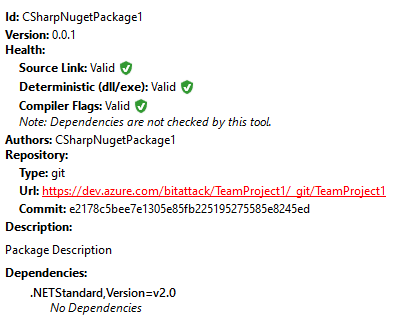 Id: CSharpNugetPackage1
Version: 0.0.1
Health:
Source Link: Valid
Deterministic (dll/exe): Valid
Compiler Flags: Valid
Note: Dependencies are not checked by this tool.
Authors: CSharpNugetPackage1
Repository:
Type: git
Url: https://dev.azure.com/bitattack/TeamProject1/_git/TeamProject1
Commit: e2178c5bee7e1305e85fb225195275585e8245ed
Description:
Package Description
Dependencies:
.NETStandard,Version=v2.0
No Dependencies